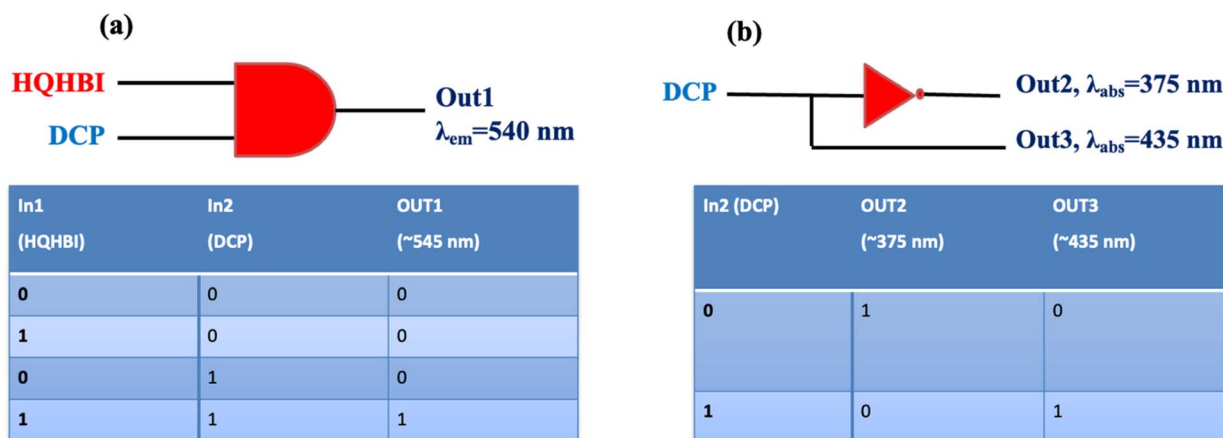 (a)
HQHBI
DCP
Out1
λem=540 nm
In1
(HQHBI)
In2
(DCP)
OUT1
(~545 nm)
0 0 0
1 0 0
0 1 0
1 1 1
(b)
DCP
Out2, λabs=375 nm
Out3, λabs=435 nm
In2 (DCP)
OUT2
(~375 nm)
OUT3
(~435 nm)
0 1 0
1 0 1